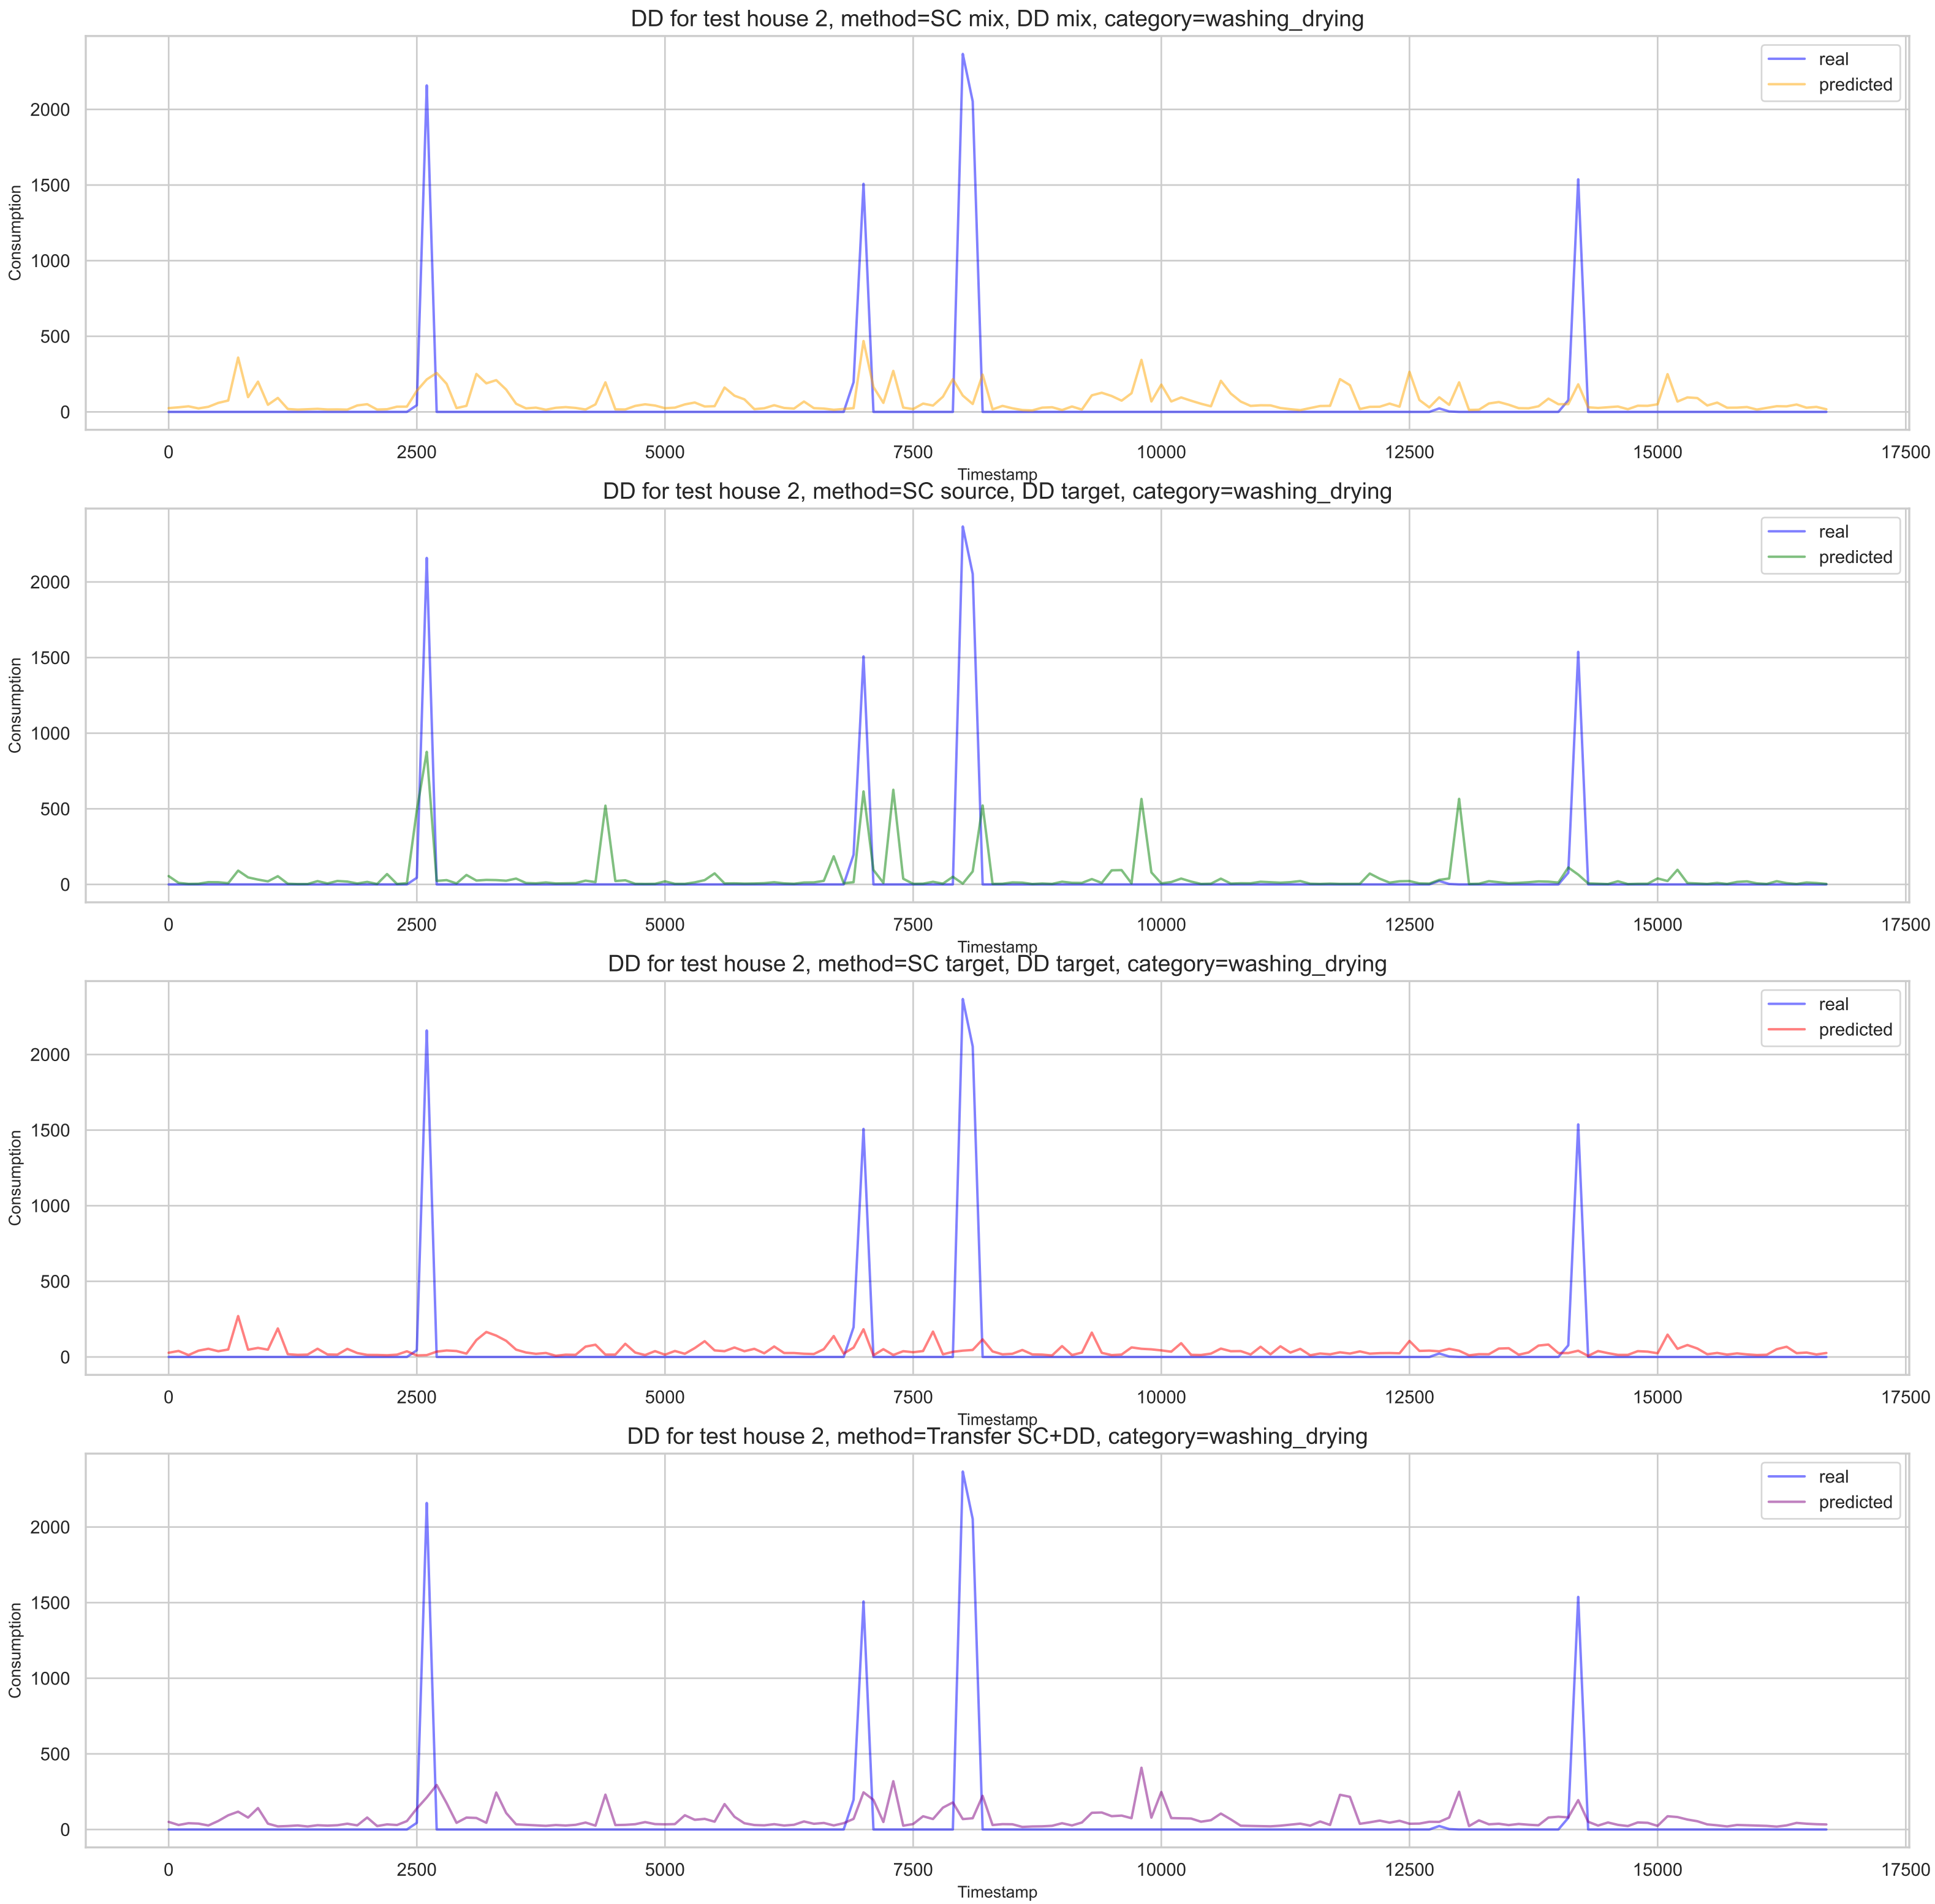 DD for test house 2, method=SC mix, DD mix, category=washing_drying
real
predicted
2000
1500
1000
500
0
Consumption
0 2500 5000 7500 10000 12500 15000 17500
Timestamp
DD for test house 2, method=SC source, DD target, category=washing_drying
real
predicted
2000
1500
1000
500
0
Consumption
0 2500 5000 7500 10000 12500 15000 17500
Timestamp
DD for test house 2, method=SC target, DD target, category=washing_drying
real
predicted
2000
1500
1000
500
0
Consumption
0 2500 5000 7500 10000 12500 15000 17500
Timestamp
DD for test house 2, method=Transfer SC+DD, category=washing_drying
real
predicted
2000
1500
1000
500
0
Consumption
0 2500 5000 7500 10000 12500 15000 17500
Timestamp